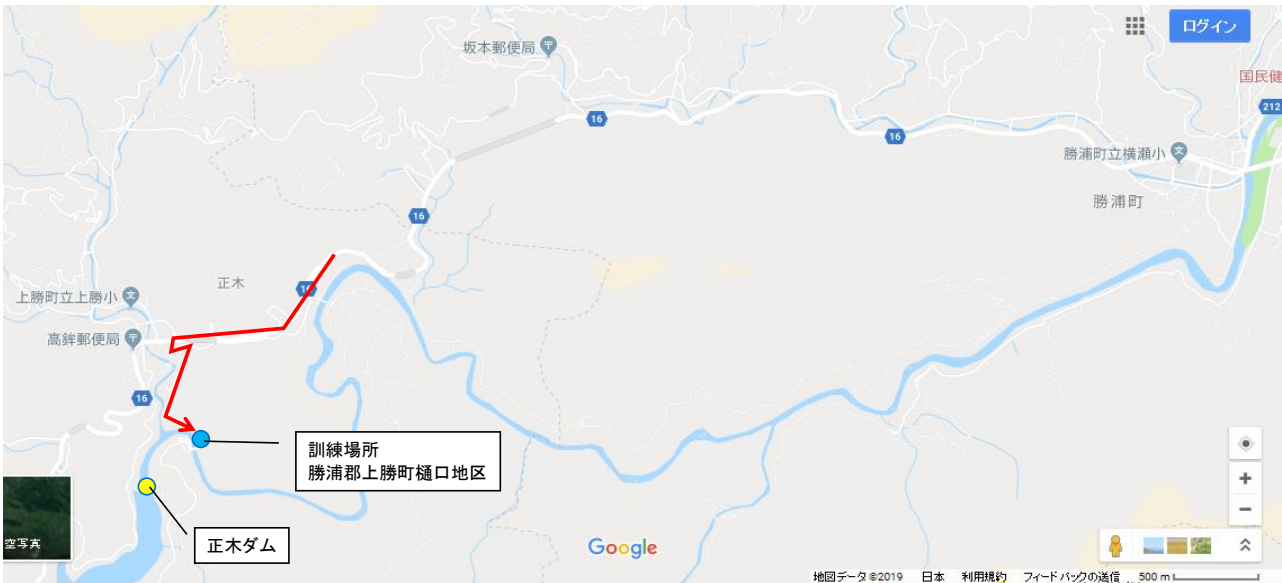 ログイン
坂本郵便局
国民健
212
16
16
勝浦町立横瀬小
勝浦町
16
正木
16
上勝町立上勝小
高鉾郵便局
16
訓練場所
勝浦郡上勝町樋口地区
正木ダム
空写真
Google
地図データ ©2019 日本 利用規約 フィードバックの送信 500 m